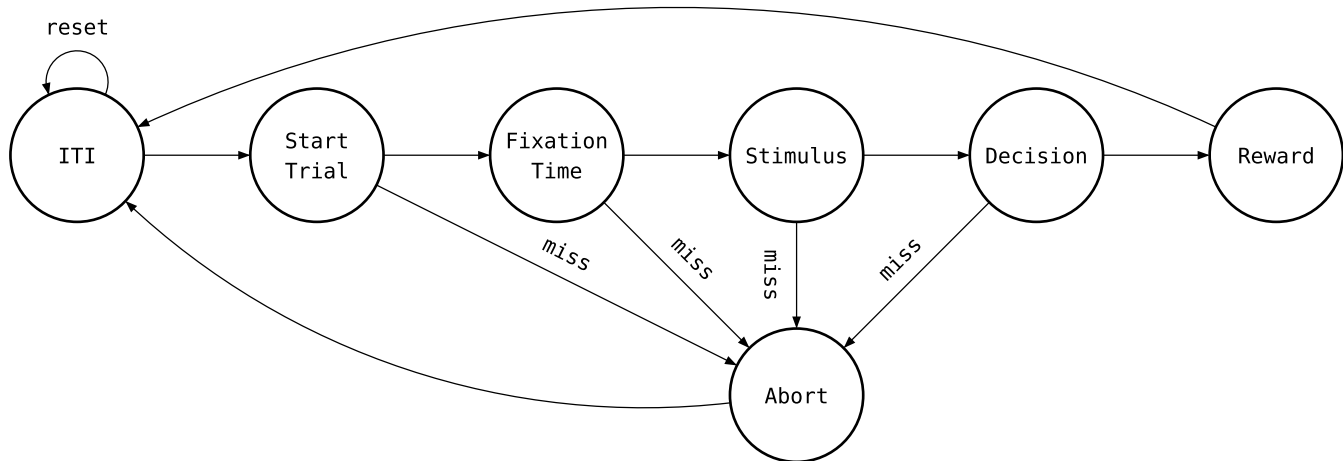 reset
ITI
Start
Trial
Fixation
Time
Stimulus
Decision
Reward
miss
miss
miss
miss
Abort